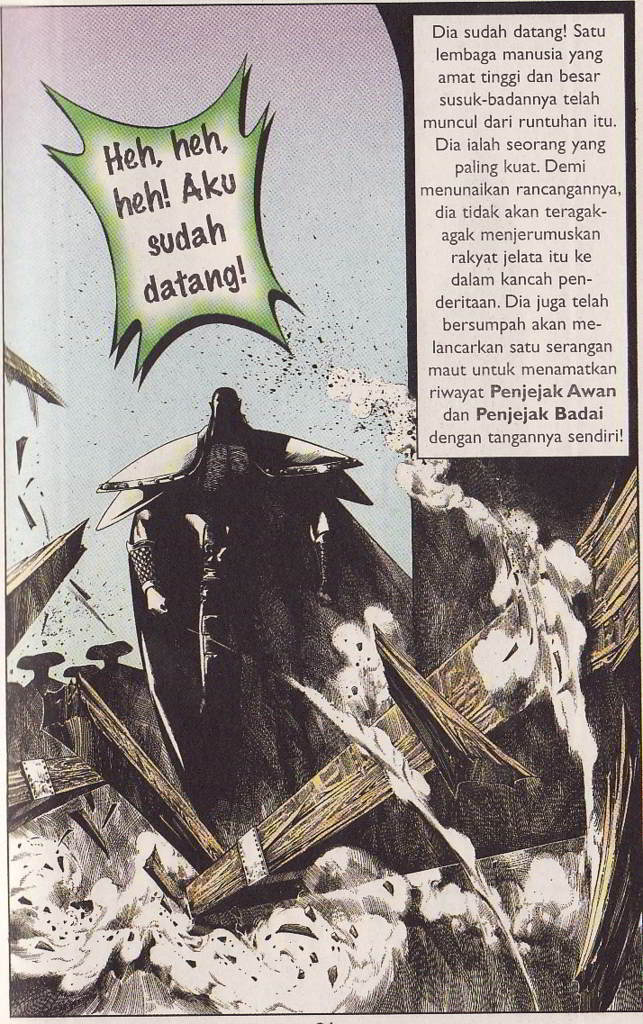 Heh, heh,
heh! Aku
sudah
datang!
Dia sudah datang! Satu
lembaga manusia yang
amat tinggi dan besar
susuk-badannya telah
muncul dari runtuhan itu.
Dia ialah seorang yang
paling kuat. Demi
menunaikan rancangannya,
dia tidak akan teragak-
agak menjerumuskan
rakyat jelata itu ke
dalam kancah pen-
deritaan. Dia juga telah
bersumpah akan me-
lancarkan satu serangan
maut untuk menamatkan
riwayat Penjejak Awan
dan Penjejak Badai
dengan tangannya sendiri!